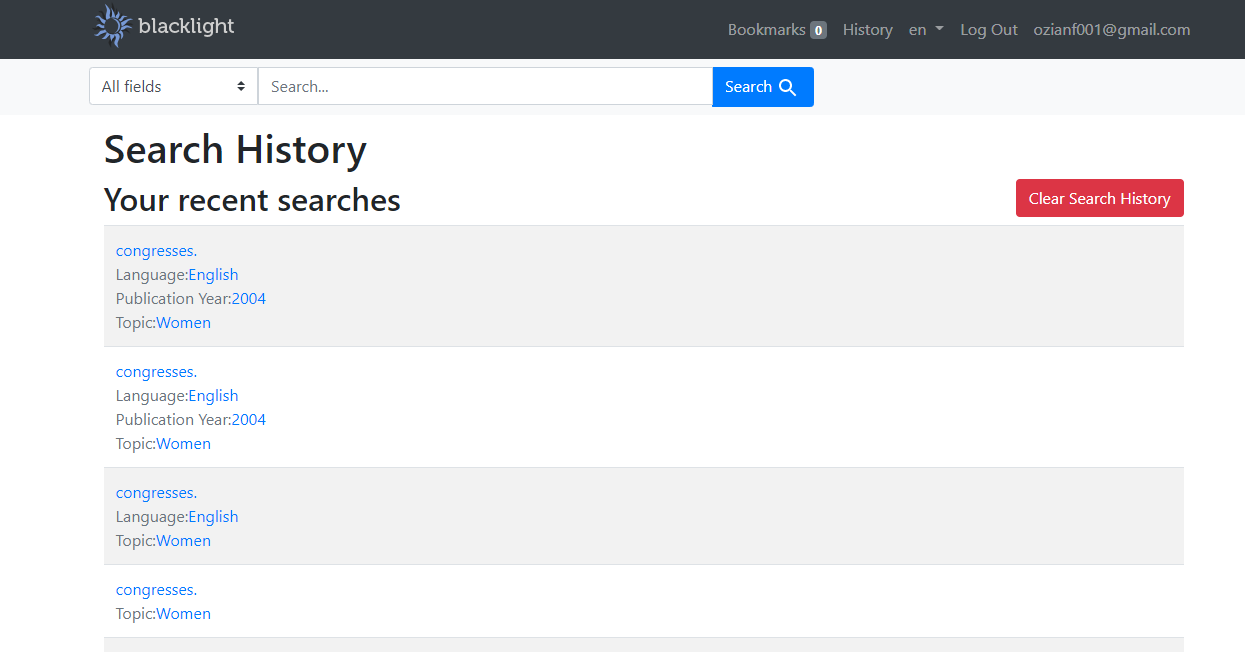 blacklight
Bookmarks 0 History en Log Out ozianf001@gmail.com
All fields Search... Search
Search History
Your recent searches
Clear Search History
congresses.
Language:English
Publication Year:2004
Topic:Women
congresses.
Language:English
Publication Year:2004
Topic:Women
congresses.
Language:English
Topic:Women
congresses.
Topic:Women